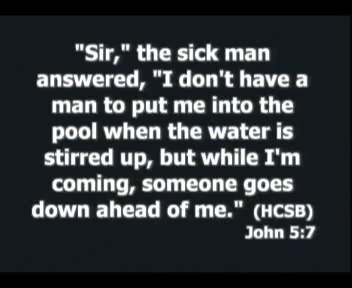 "Sir," the sick man
answered, "I don't have a
man to put me into the
pool when the water is
stirred up, but while I'm
coming, someone goes
down ahead of me." (HCSB)
John 5:7